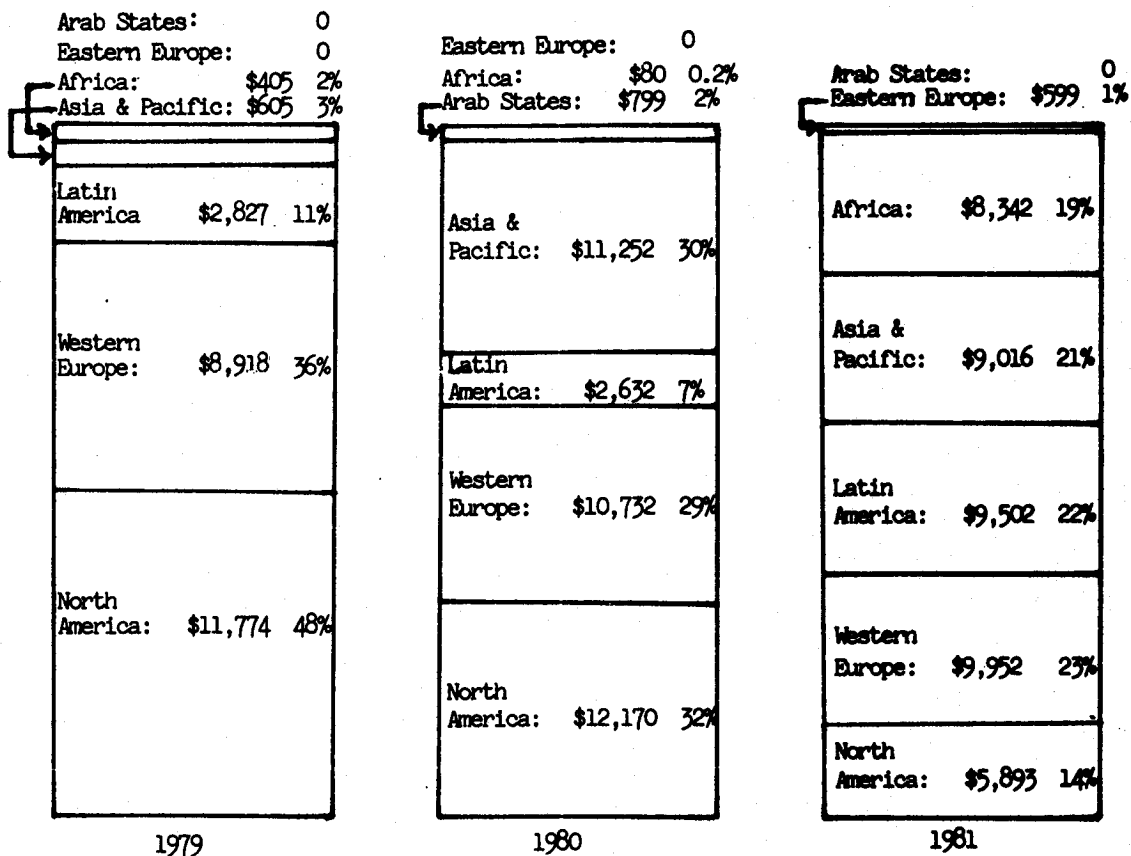 Arab States: 0
Eastern Europe: 0
Africa: $405 2%
Asia & Pacific: $605 3%
Latin
America $2,827 11%
Western
Europe: $8,918 36%
North
America: $11,774 48%
1979
Eastern Europe: 0
Africa: $80 0.2%
Arab States: $799 2%
Asia &
Pacific: $11,252 30%
Latin
America: $2,632 7%
Western
Europe: $10,732 29%
North
America: $12,170 32%
1980
Arab States: 0
Eastern Europe: $599 1%
Africa: $8,342 19%
Asia &
Pacific: $9,016 21%
Latin
America: $9,502 22%
Western
Europe: $9,952 23%
North
America: $5,893 14%
1981